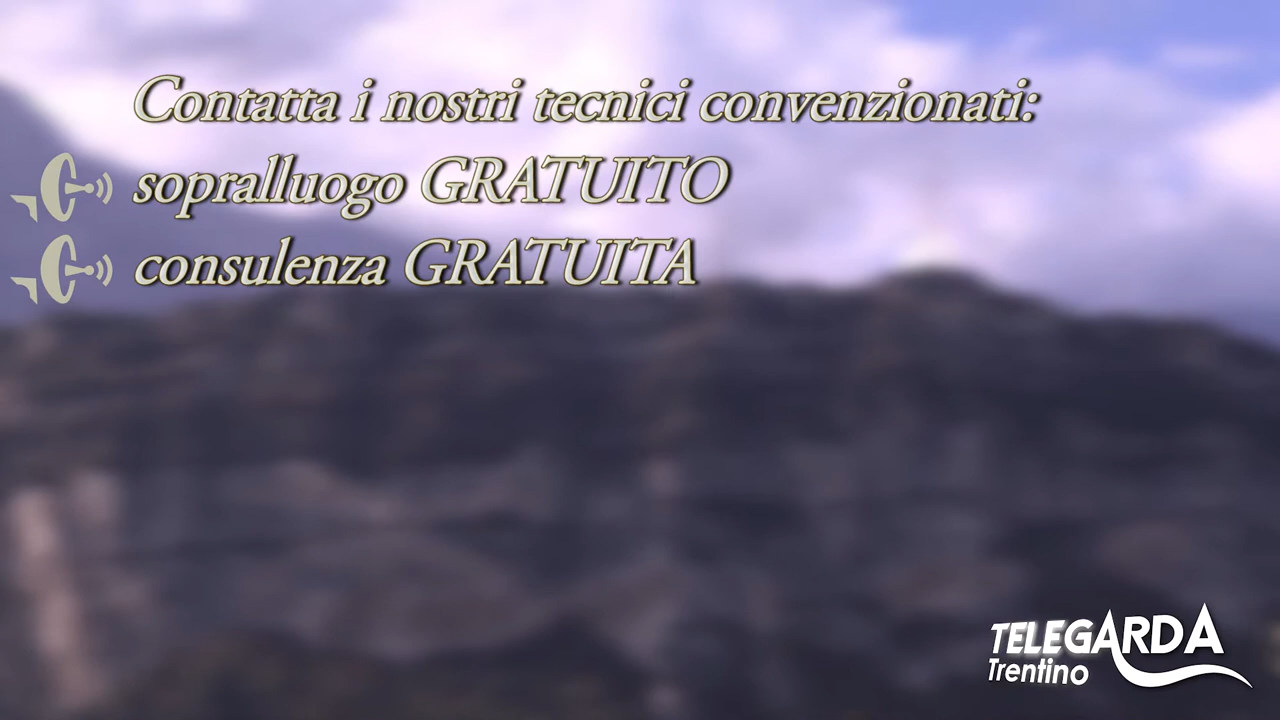 Contatta i nostri tecnici convenzionati:
sopralluogo GRATUITO
consulenza GRATUITA
TELEGARDA
Trentino